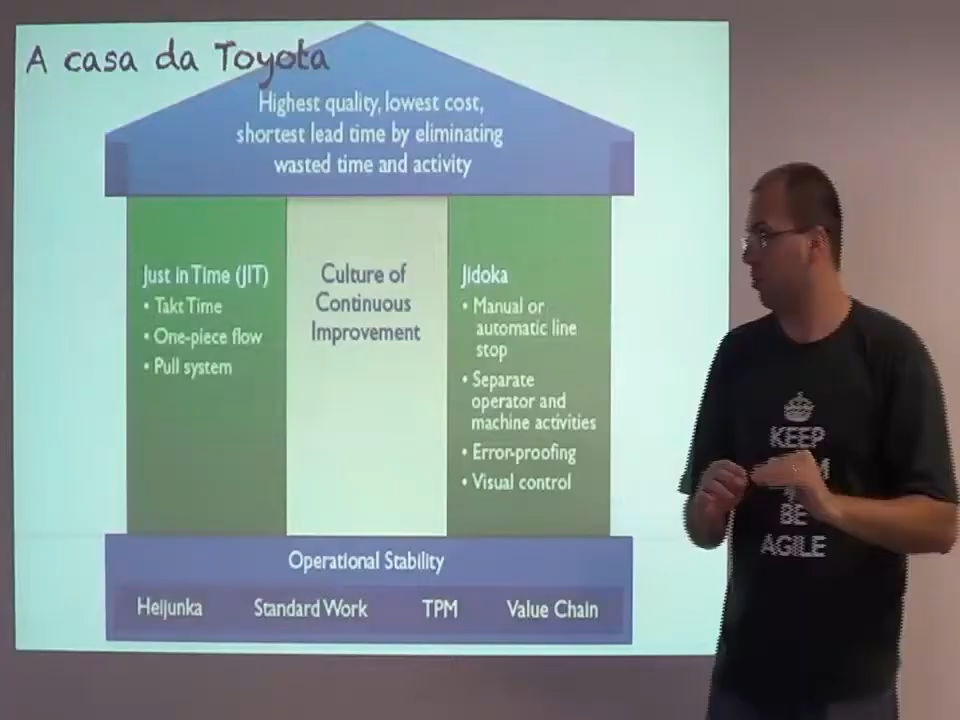 A casa da Toyota
Highest quality, lowest cost,
shortest lead time by eliminating
wasted time and activity
Just in Time (JIT)
• Takt Time
• One-piece flow
• Pull system
Culture of
Continuous
Improvement
Jidoka
• Manual or
automatic line
stop
• Separate
operator and
machine activities
• Error-proofing
• Visual control
Operational Stability
Heijunka
Standard Work
TPM
Value Chain
KEEP
BE
AGILE